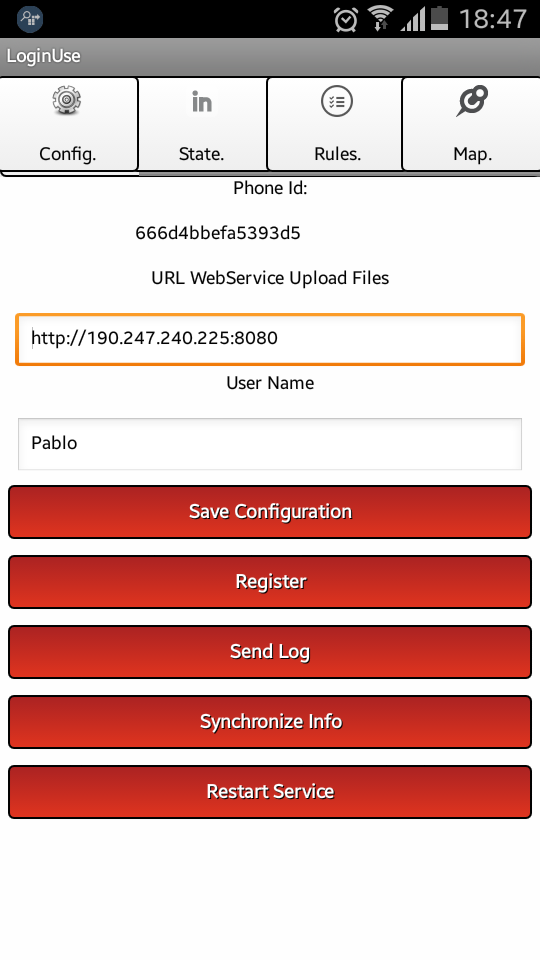 18:47
LoginUse
in
Config. State. Rules. Map.
Phone Id:
666d4bbefa5393d5
URL WebService Upload Files
http://190.247.240.225:8080
User Name
Pablo
Save Configuration
Register
Send Log
Synchronize Info
Restart Service